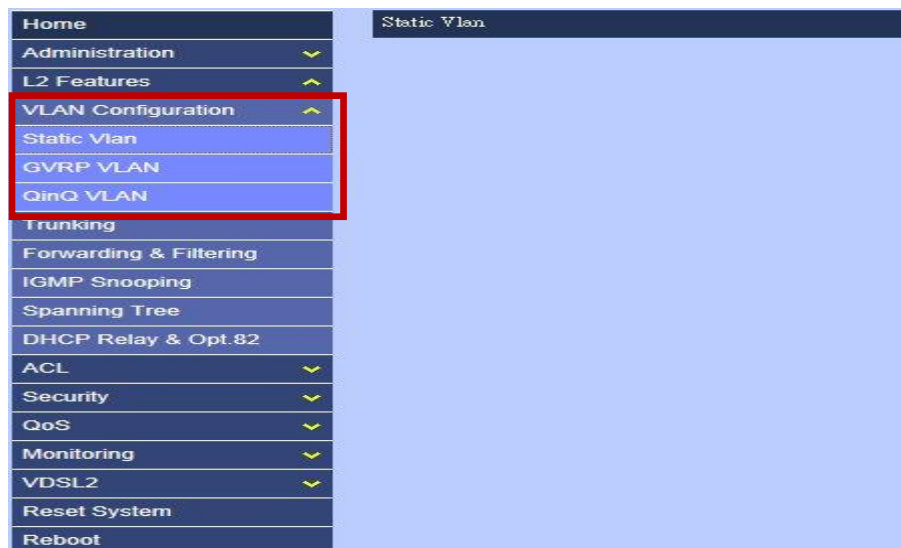 Home
Static Vlan
Administration
L2 Features
VLAN Configuration
Static Vlan
GVRP VLAN
QinQ VLAN
Trunking
Forwarding & Filtering
IGMP Snooping
Spanning Tree
DHCP Relay & Opt.82
ACL
Security
QoS
Monitoring
VDSL2
Reset System
Reboot